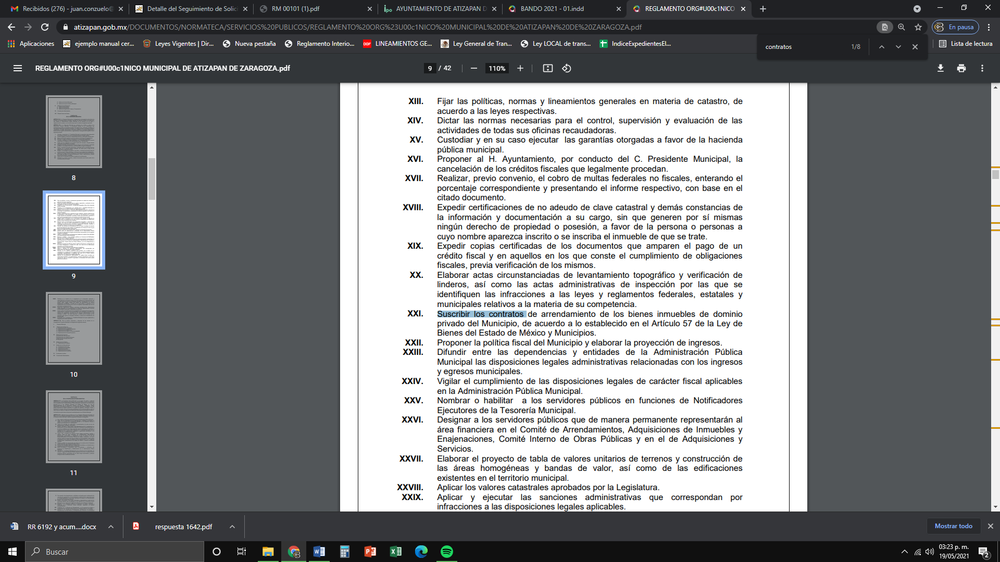 Recibidos (276) - juan.conzuelo@
Detalle del Seguimiento de Solici
RM 00101 (1).pdf
AYUNTAMIENTO DE ATIZAPAN D
BANDO 2021 - 01.indd
REGLAMENTO ORG#U00c1NICO
atizapan.gob.mx/DOCUMENTOS/NORMATECA/SERVICIOS%20PUBLICOS/REGLAMENTO%20ORG%23U00c1NICO%20MUNICIPAL%20DE%20ATIZAPAN%20DE%20ZARAGOZA.pdf
En pausa
Aplicaciones
ejemplo manual cer...
Leyes Vigentes | Dir...
Nueva pestaña
Reglamento Interio...
DOF
LINEAMIENTOS GE...
Ley General de Tran...
Ley LOCAL de trans...
IndiceExpedientesEl...
Lista de lectura
contratos 1/8
REGLAMENTO ORG#U00c1NICO MUNICIPAL DE ATIZAPAN DE ZARAGOZA.pdf
9 / 42
110%
8
9
10
11
XIII. Fijar las políticas, normas y lineamientos generales en materia de catastro, de
acuerdo a las leyes respectivas.
XIV. Dictar las normas necesarias para el control, supervisión y evaluación de las
actividades de todas sus oficinas recaudadoras.
XV. Custodiar y en su caso ejecutar las garantías otorgadas a favor de la hacienda
pública municipal.
XVI. Proponer al H. Ayuntamiento, por conducto del C. Presidente Municipal, la
cancelación de los créditos fiscales que legalmente procedan.
XVII. Realizar, previo convenio, el cobro de multas federales no fiscales, enterando el
porcentaje correspondiente y presentando el informe respectivo, con base en el
citado documento.
XVIII. Expedir certificaciones de no adeudo de clave catastral y demás constancias de
la información y documentación a su cargo, sin que generen por sí mismas
ningún derecho de propiedad o posesión, a favor de la persona o personas a
cuyo nombre aparezca inscrito o se inscriba el inmueble de que se trate.
XIX. Expedir copias certificadas de los documentos que amparen el pago de un
crédito fiscal y en aquellos en los que conste el cumplimiento de obligaciones
fiscales, previa verificación de los mismos.
XX. Elaborar actas circunstanciadas de levantamiento topográfico y verificación de
linderos, así como las actas administrativas de inspección por las que se
identifiquen las infracciones a las leyes y reglamentos federales, estatales y
municipales relativos a la materia de su competencia.
XXI. Suscribir los contratos de arrendamiento de los bienes inmuebles de dominio
privado del Municipio, de acuerdo a lo establecido en el Artículo 57 de la Ley de
Bienes del Estado de México y Municipios.
XXII. Proponer la política fiscal del Municipio y elaborar la proyección de ingresos.
XXIII. Difundir entre las dependencias y entidades de la Administración Pública
Municipal las disposiciones legales administrativas relacionadas con los ingresos
y egresos municipales.
XXIV. Vigilar el cumplimiento de las disposiciones legales de carácter fiscal aplicables
en la Administración Pública Municipal.
XXV. Nombrar o habilitar a los servidores públicos en funciones de Notificadores
Ejecutores de la Tesorería Municipal.
XXVI. Designar a los servidores públicos que de manera permanente representarán al
área financiera en el Comité de Arrendamientos, Adquisiciones de Inmuebles y
Enajenaciones, Comité Interno de Obras Públicas y en el de Adquisiciones y
Servicios.
XXVII. Elaborar el proyecto de tabla de valores unitarios de terrenos y construcción de
las áreas homogéneas y bandas de valor, así como de las edificaciones
existentes en el territorio municipal.
XXVIII. Aplicar los valores catastrales aprobados por la Legislatura.
XXIX. Aplicar y ejecutar las sanciones administrativas que correspondan por
infracciones a las disposiciones legales aplicables.
RR 6192 y acum....docx
respuesta 1642.pdf
Mostrar todo
Buscar
03:23 p. m.
19/05/2021
2